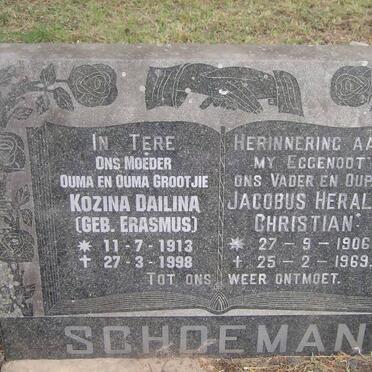 IN TERE
ONS MOEDER
OUMA EN OUMA GROOTJIE
KOZINA DAILINA
(GEB. ERASMUS)
* 11-7-1913
† 27-3-1998
HERINNERING AA
MY EGGENOOT
ONS VADER EN OUP
JACOBUS HERAL
CHRISTIAN
* 27-9-1906
† 25-2-1969
TOT ONS WEER ONTMOET.
SCHOEMAN